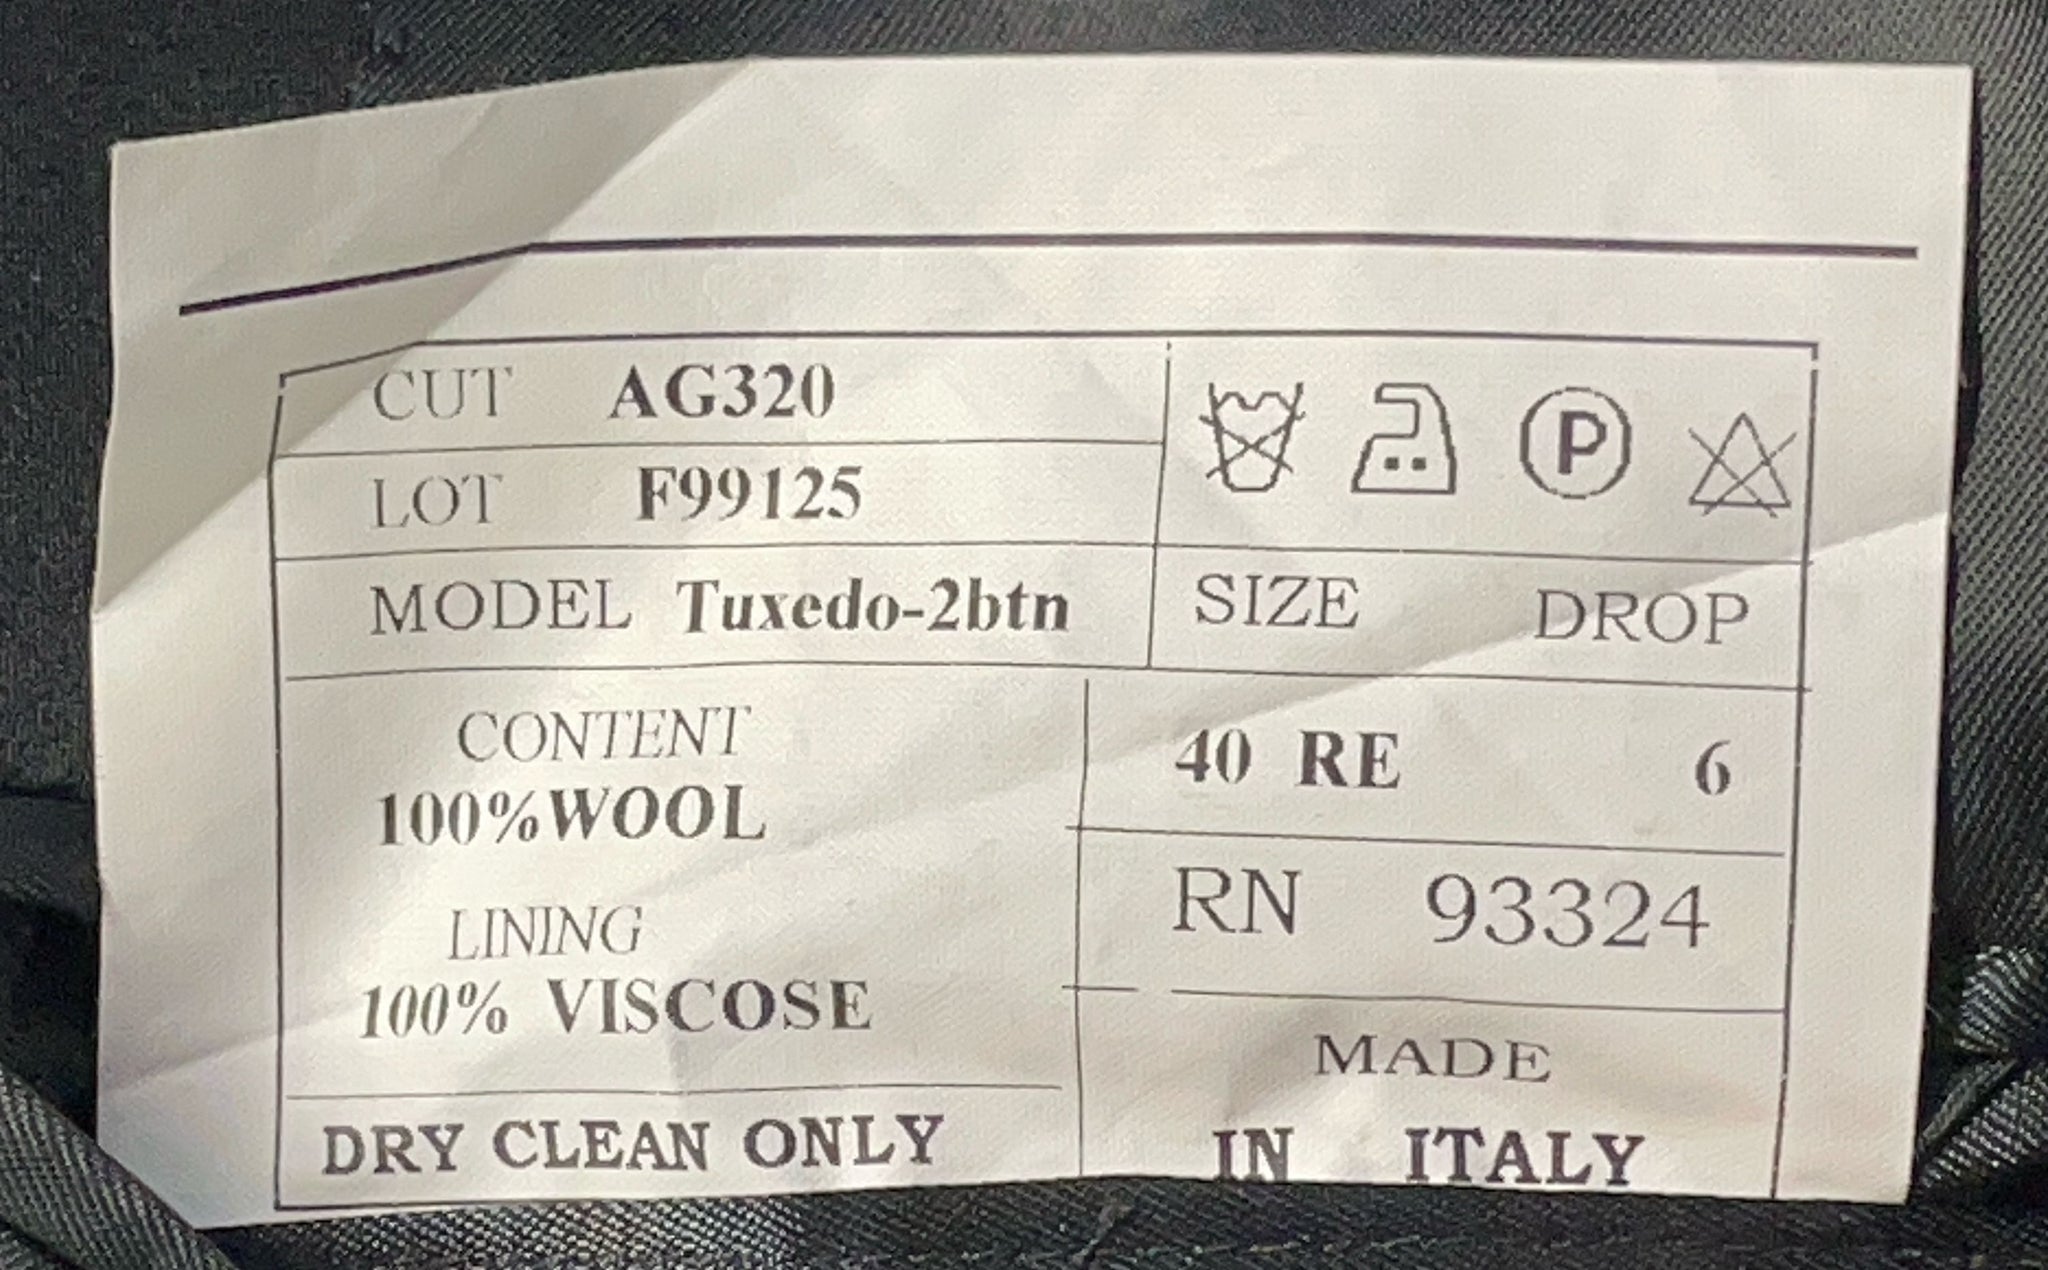 CUT AG320
LOT F99125
MODEL Tuxedo-2btn
P
SIZE DROP
40 RE 6
CONTENT
100%WOOL
LINING
100% VISCOSE
DRY CLEAN ONLY
RN 93324
MADE
IN ITALY